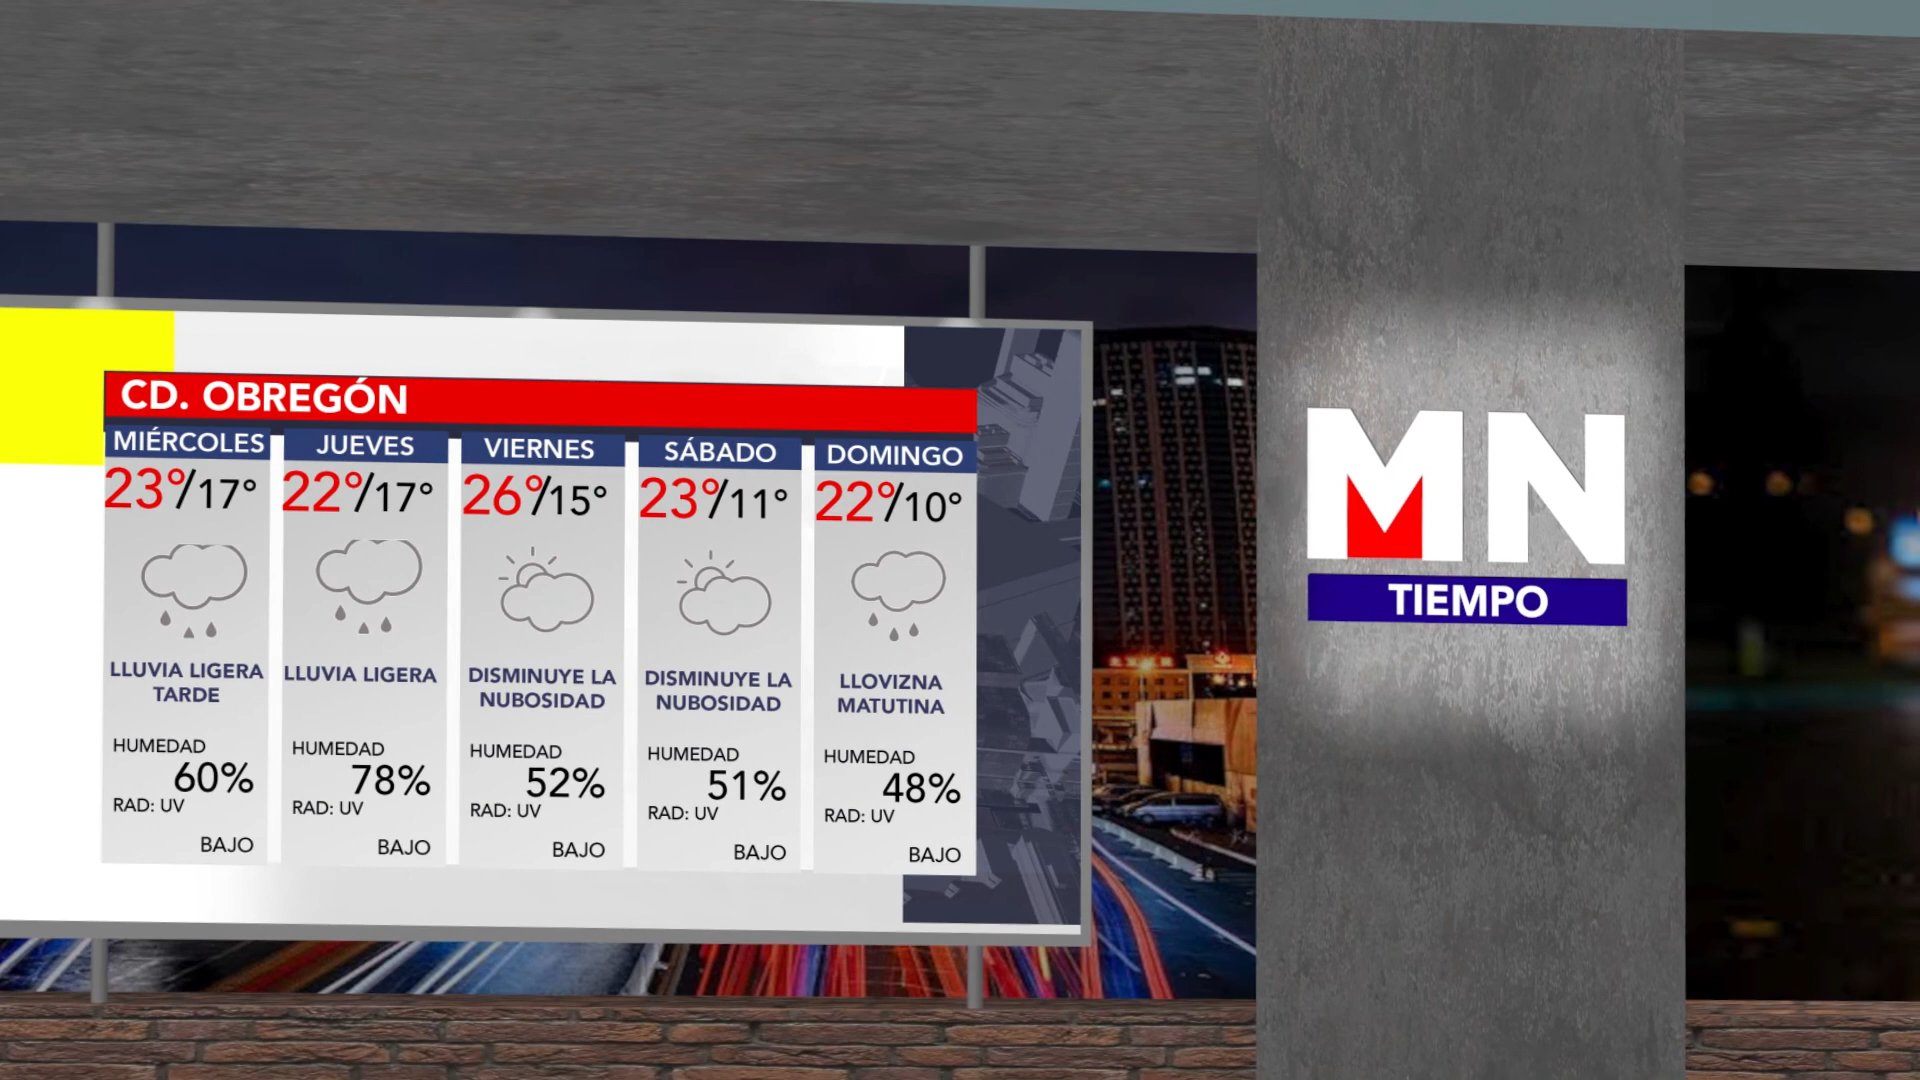 CD. OBREGÓN
MIÉRCOLES
23°/17°
LLUVIA LIGERA
TARDE
HUMEDAD
60%
RAD: UV
BAJO
JUEVES
22°/17°
LLUVIA LIGERA
HUMEDAD
78%
RAD: UV
BAJO
VIERNES
26°/15°
DISMINUYE LA
NUBOSIDAD
HUMEDAD
52%
RAD: UV
BAJO
SÁBADO
23°/11°
DISMINUYE LA
NUBOSIDAD
HUMEDAD
51%
RAD: UV
BAJO
DOMINGO
22°/10°
LLOVIZNA
MATUTINA
HUMEDAD
48%
RAD: UV
BAJO
MN
TIEMPO